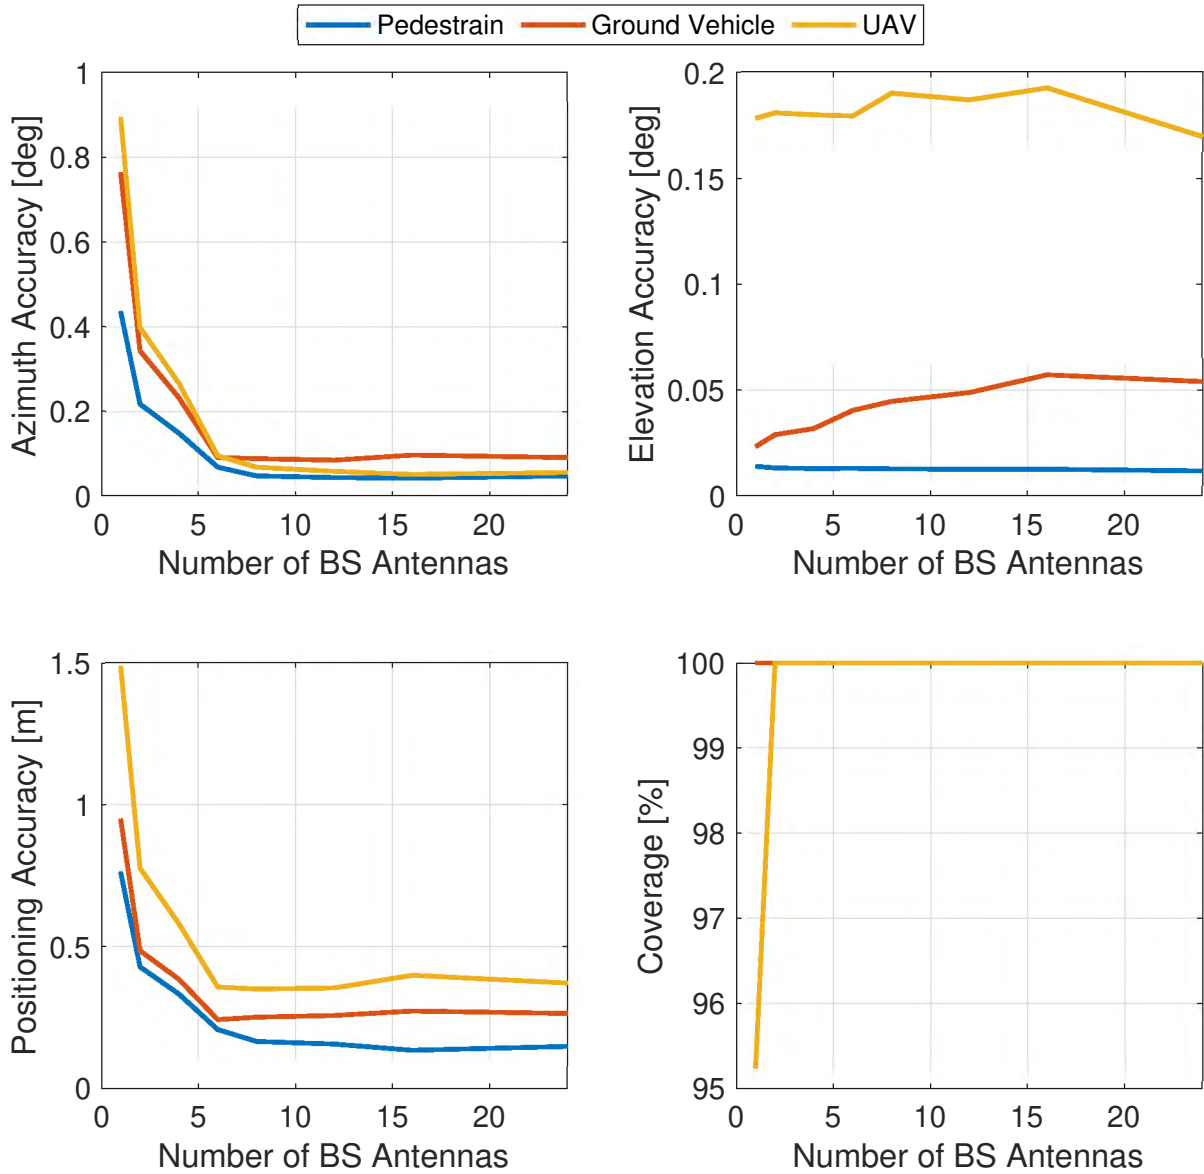 Pedestrain Ground Vehicle UAV
1
0.8
0.6
0.4
0.2
0
Azimuth Accuracy [deg]
0 5 10 15 20
Number of BS Antennas
0.2
0.15
0.1
0.05
0
Elevation Accuracy [deg]
0 5 10 15 20
Number of BS Antennas
1.5
1
0.5
0
Positioning Accuracy [m]
0 5 10 15 20
Number of BS Antennas
100
99
98
97
96
95
Coverage [%]
0 5 10 15 20
Number of BS Antennas